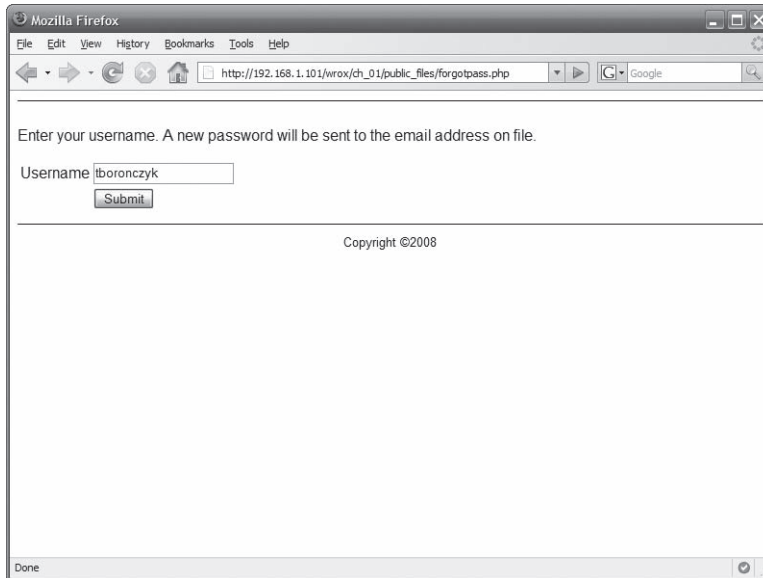 Mozilla Firefox
File Edit View History Bookmarks Tools Help
http://192.168.1.101/wrox/ch_01/public_files/forgotpass.php
G Google
Enter your username. A new password will be sent to the email address on file.
Username tboronczyk
Submit
Copyright ©2008
Done